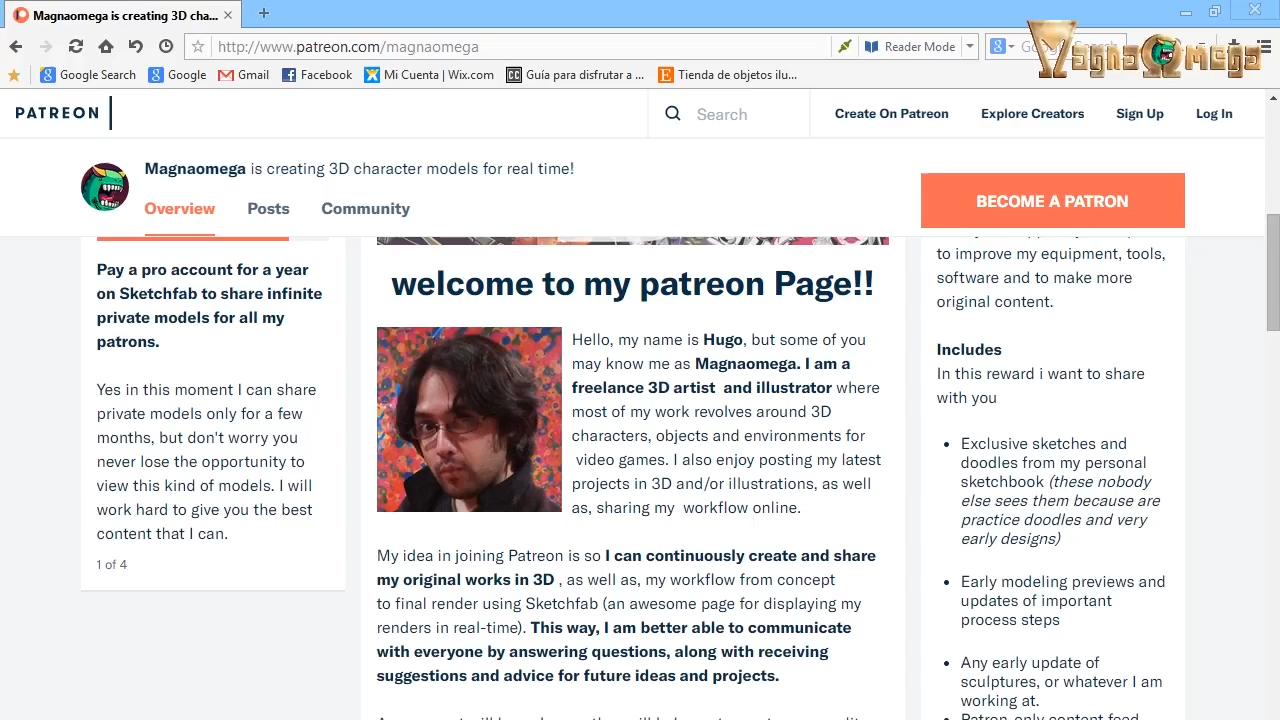 Magnaomega is creating 3D cha...
http://www.patreon.com/magnaomega
Reader Mode
Google Search
Google
Gmail
Facebook
Mi Cuenta | Wix.com
Guía para disfrutar a ...
Tienda de objetos ilu...
MagnaOmega
PATREON
Search
Create On Patreon
Explore Creators
Sign Up
Log In
Magnaomega is creating 3D character models for real time!
Overview
Posts
Community
BECOME A PATRON
Pay a pro account for a year
on Sketchfab to share infinite
private models for all my
patrons.
Yes in this moment I can share
private models only for a few
months, but don't worry you
never lose the opportunity to
view this kind of models. I will
work hard to give you the best
content that I can.
1 of 4
welcome to my patreon Page!!
Hello, my name is Hugo, but some of you
may know me as Magnaomega. I am a
freelance 3D artist and illustrator where
most of my work revolves around 3D
characters, objects and environments for
video games. I also enjoy posting my latest
projects in 3D and/or illustrations, as well
as, sharing my workflow online.
My idea in joining Patreon is so I can continuously create and share
my original works in 3D , as well as, my workflow from concept
to final render using Sketchfab (an awesome page for displaying my
renders in real-time). This way, I am better able to communicate
with everyone by answering questions, along with receiving
suggestions and advice for future ideas and projects.
to improve my equipment, tools,
software and to make more
original content.
Includes
In this reward i want to share
with you
• Exclusive sketches and
doodles from my personal
sketchbook (these nobody
else sees them because are
practice doodles and very
early designs)
• Early modeling previews and
updates of important
process steps
• Any early update of
sculptures, or whatever I am
working at.
• Patron-only content feed